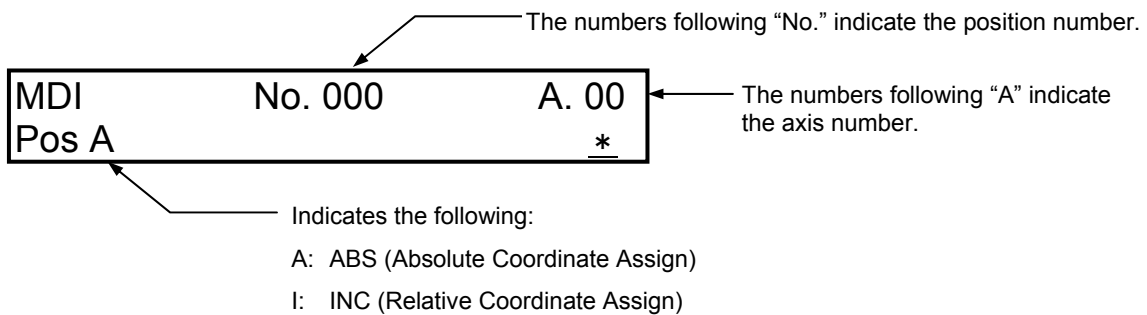 The numbers following “No.” indicate the position number.
MDI No. 000 A. 00
The numbers following “A” indicate
the axis number.
Pos A *
Indicates the following:
A: ABS (Absolute Coordinate Assign)
I: INC (Relative Coordinate Assign)